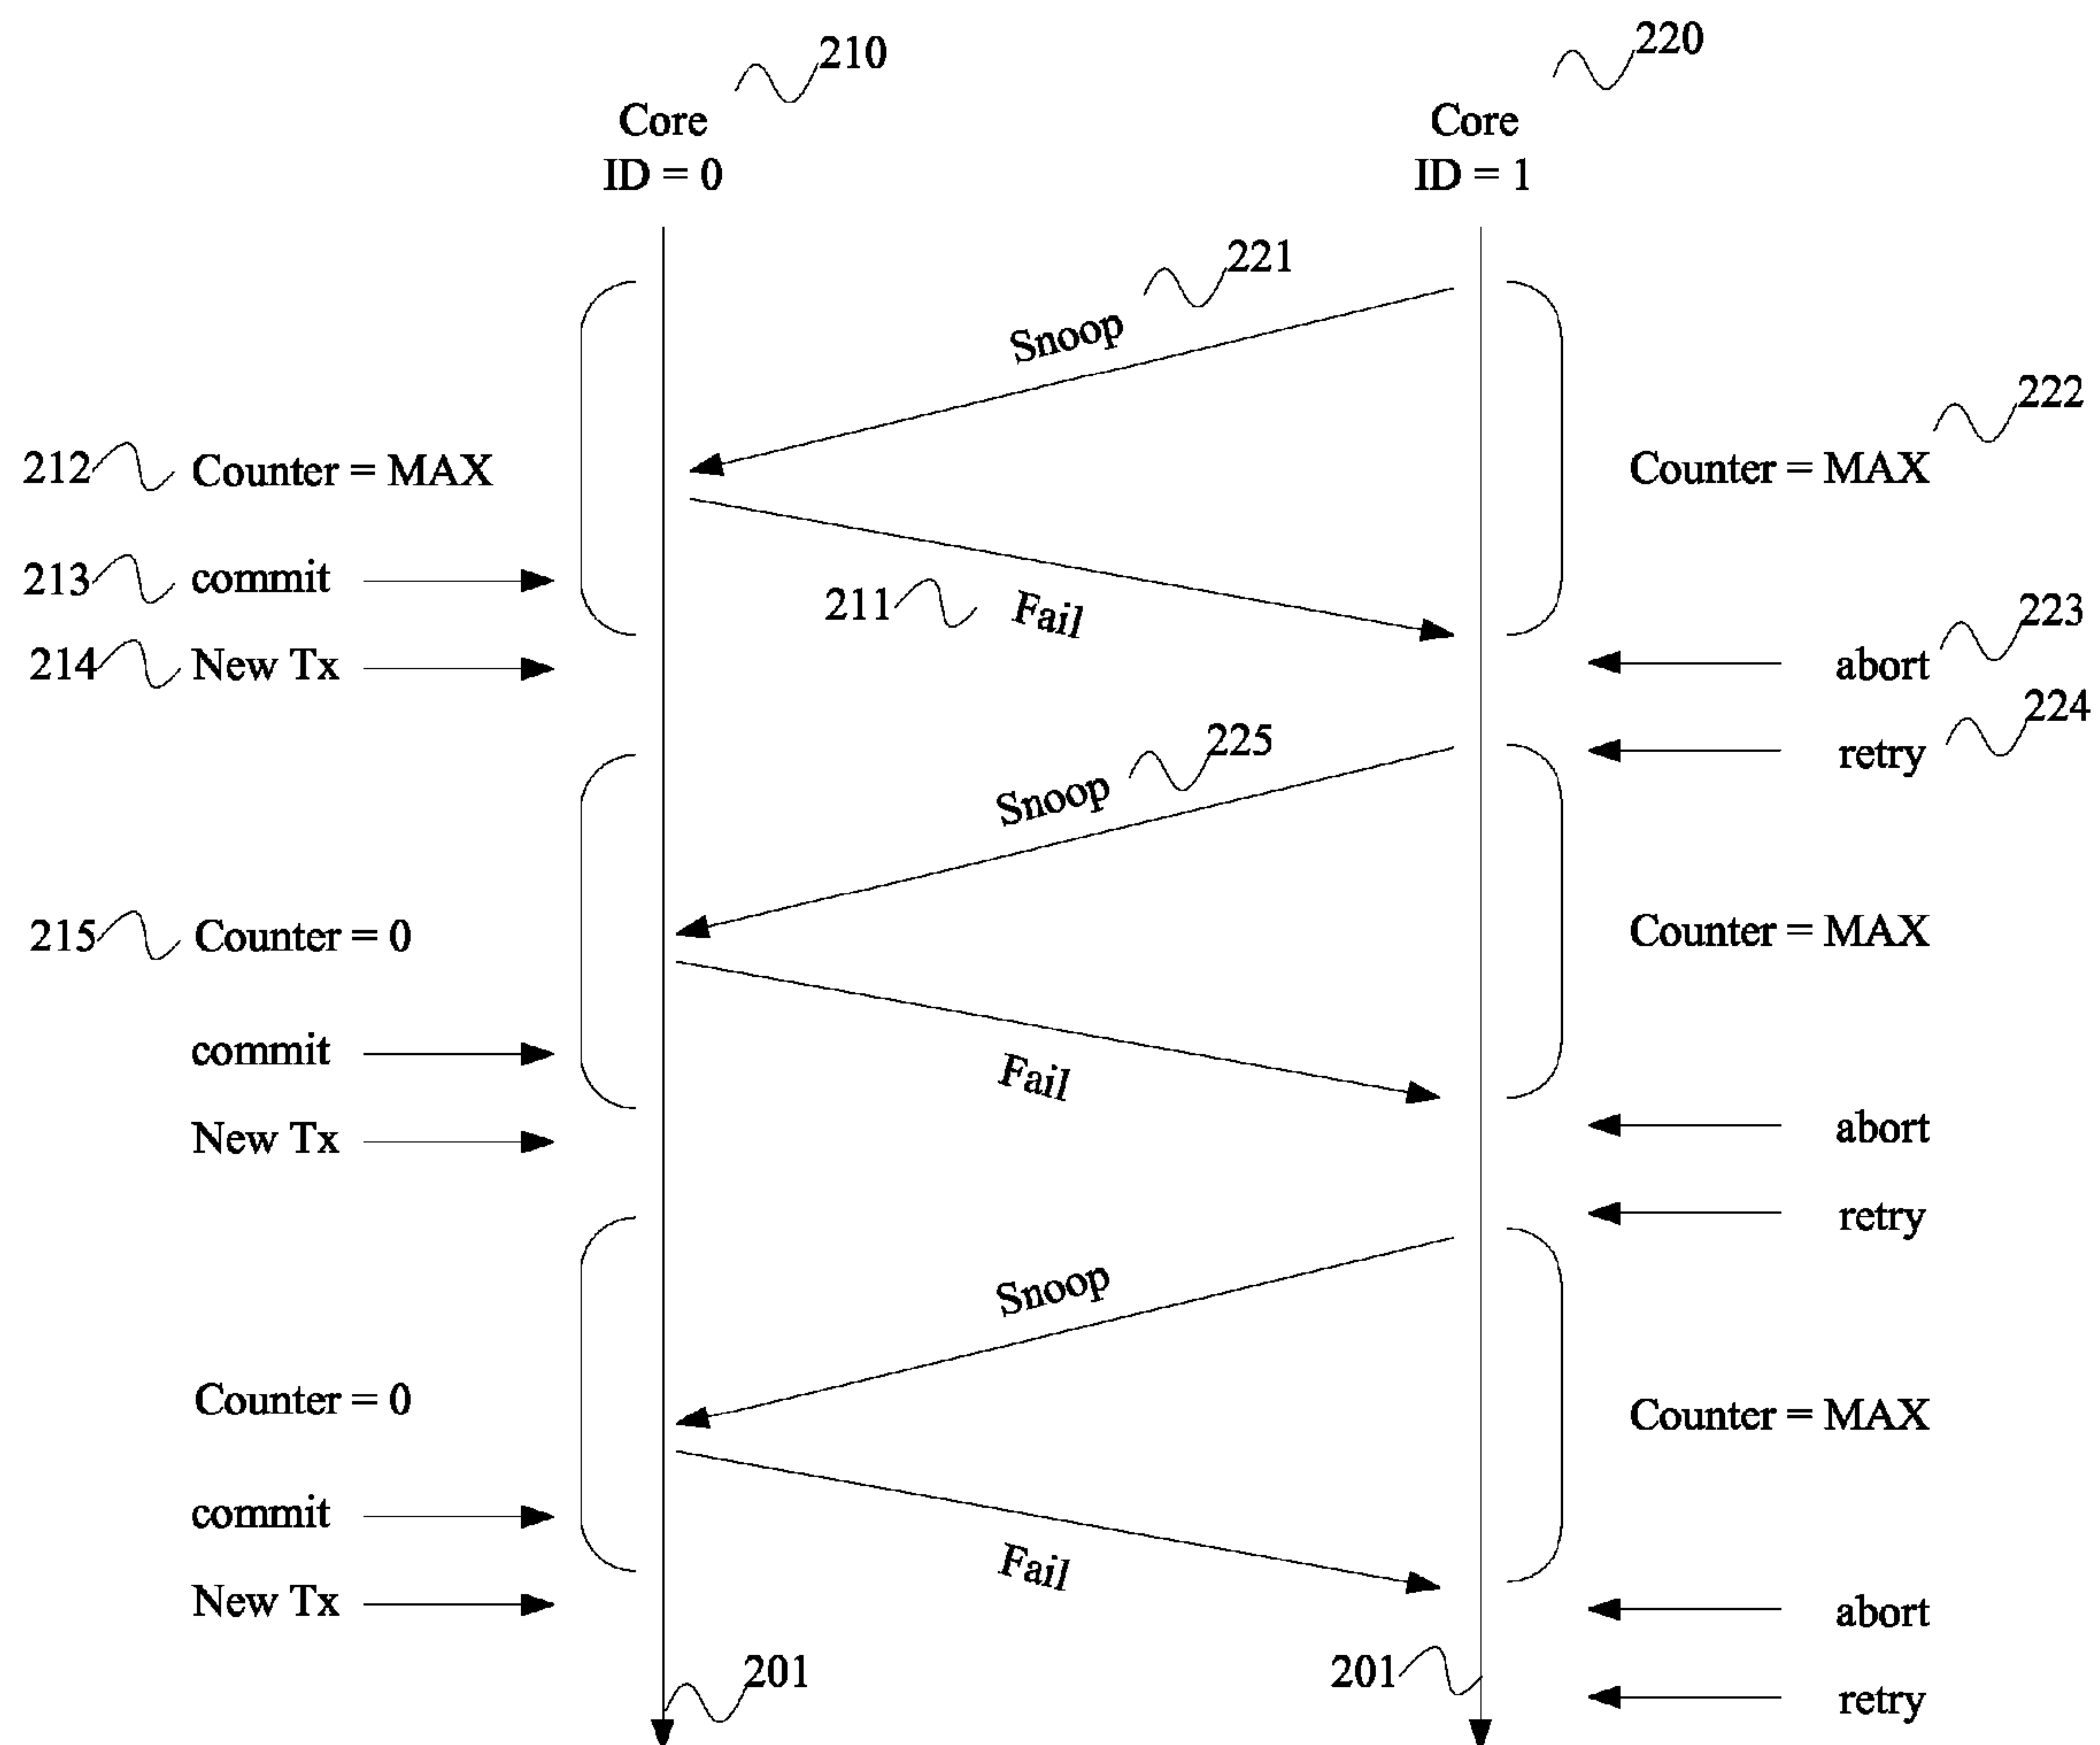 210
220
Core
ID = 0
Core
ID = 1
221
Snoop
222
212
Counter = MAX
Counter = MAX
213
commit
211
Fail
223
214
New Tx
abort
224
225
retry
Snoop
215
Counter = 0
Counter = MAX
commit
Fail
New Tx
abort
retry
Snoop
Counter = 0
Counter = MAX
commit
Fail
New Tx
abort
201
201
retry